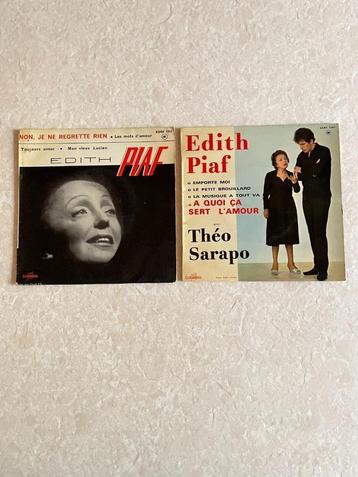 NON, JE NE REGRETTE RIEN • Les mots d'amour
Toujours aimer • Mon vieux Lucien
EDITH PIAF
Edith
Piaf
EMPORTE MOI
LE PETIT BROUILLARD
LA MUSIQUE A TOUT VA
A QUOI ÇA
SERT L'AMOUR
Théo
Sarapo